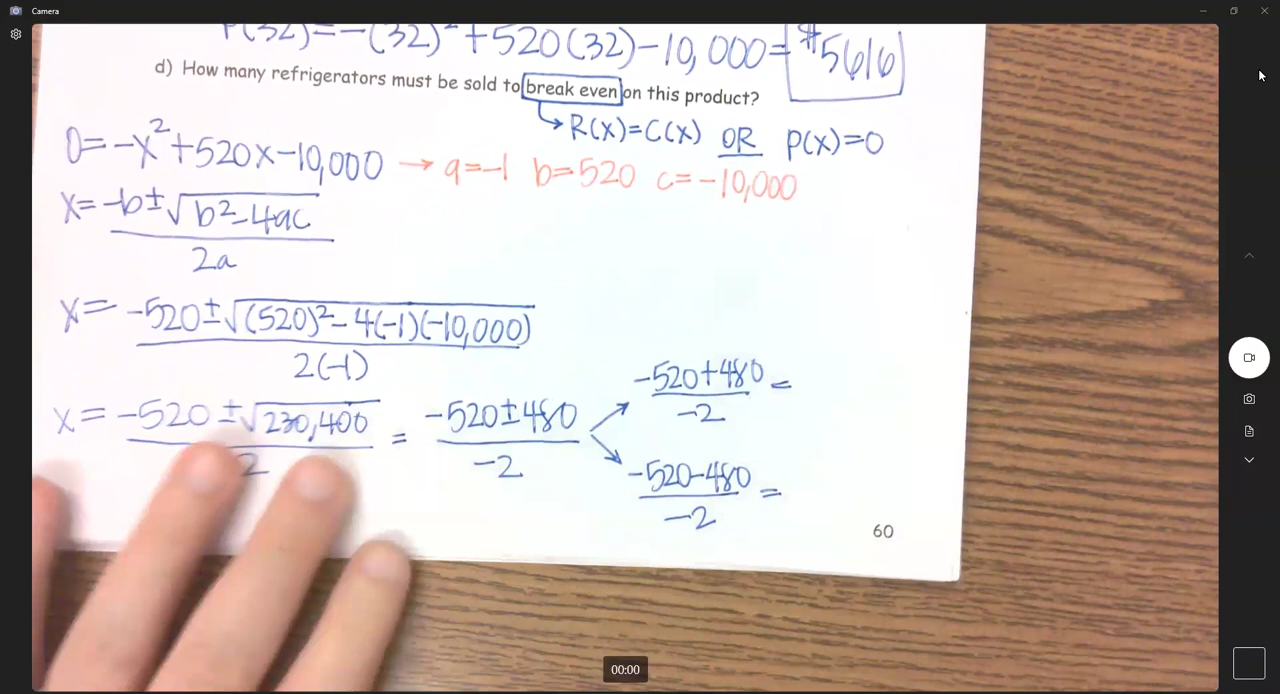 Camera
P(32)=-(32)²+520(32)-10,000= $5616
d) How many refrigerators must be sold to break even on this product?
→ R(x)=C(x) OR P(x)=0
0=-x²+520x-10,000 → a=-1 b=520 c=-10,000
x= -b±√b²-4ac
2a
x= -520±√(520)²-4(-1)(-10,000)
2(-1)
-520+480 =
-2
x= -520 ±√230,400 = -520±480
2 -2
-520-480 =
-2
60
00:00